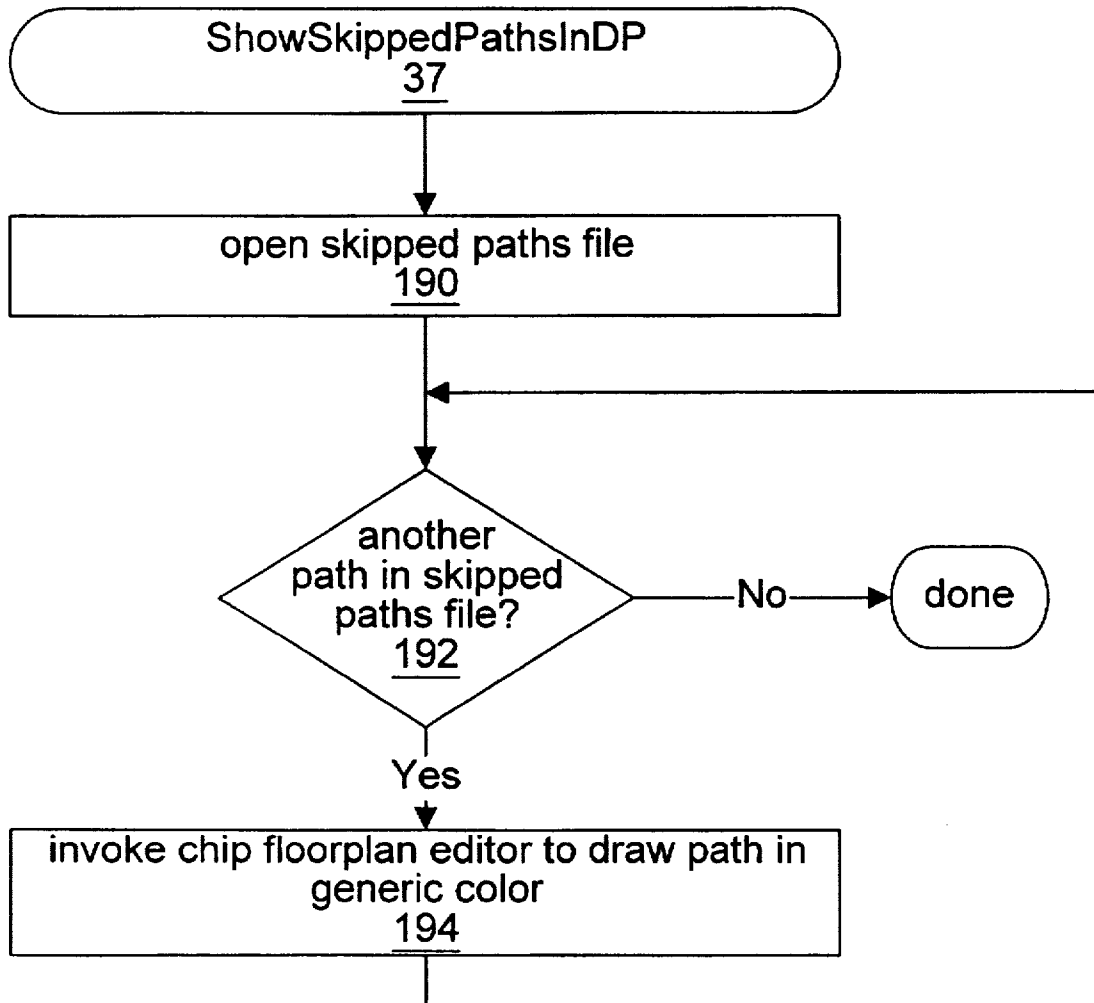 ShowSkippedPathsInDP
37
open skipped paths file
190
another
path in skipped
paths file?
192
No
done
Yes
invoke chip floorplan editor to draw path in
generic color
194